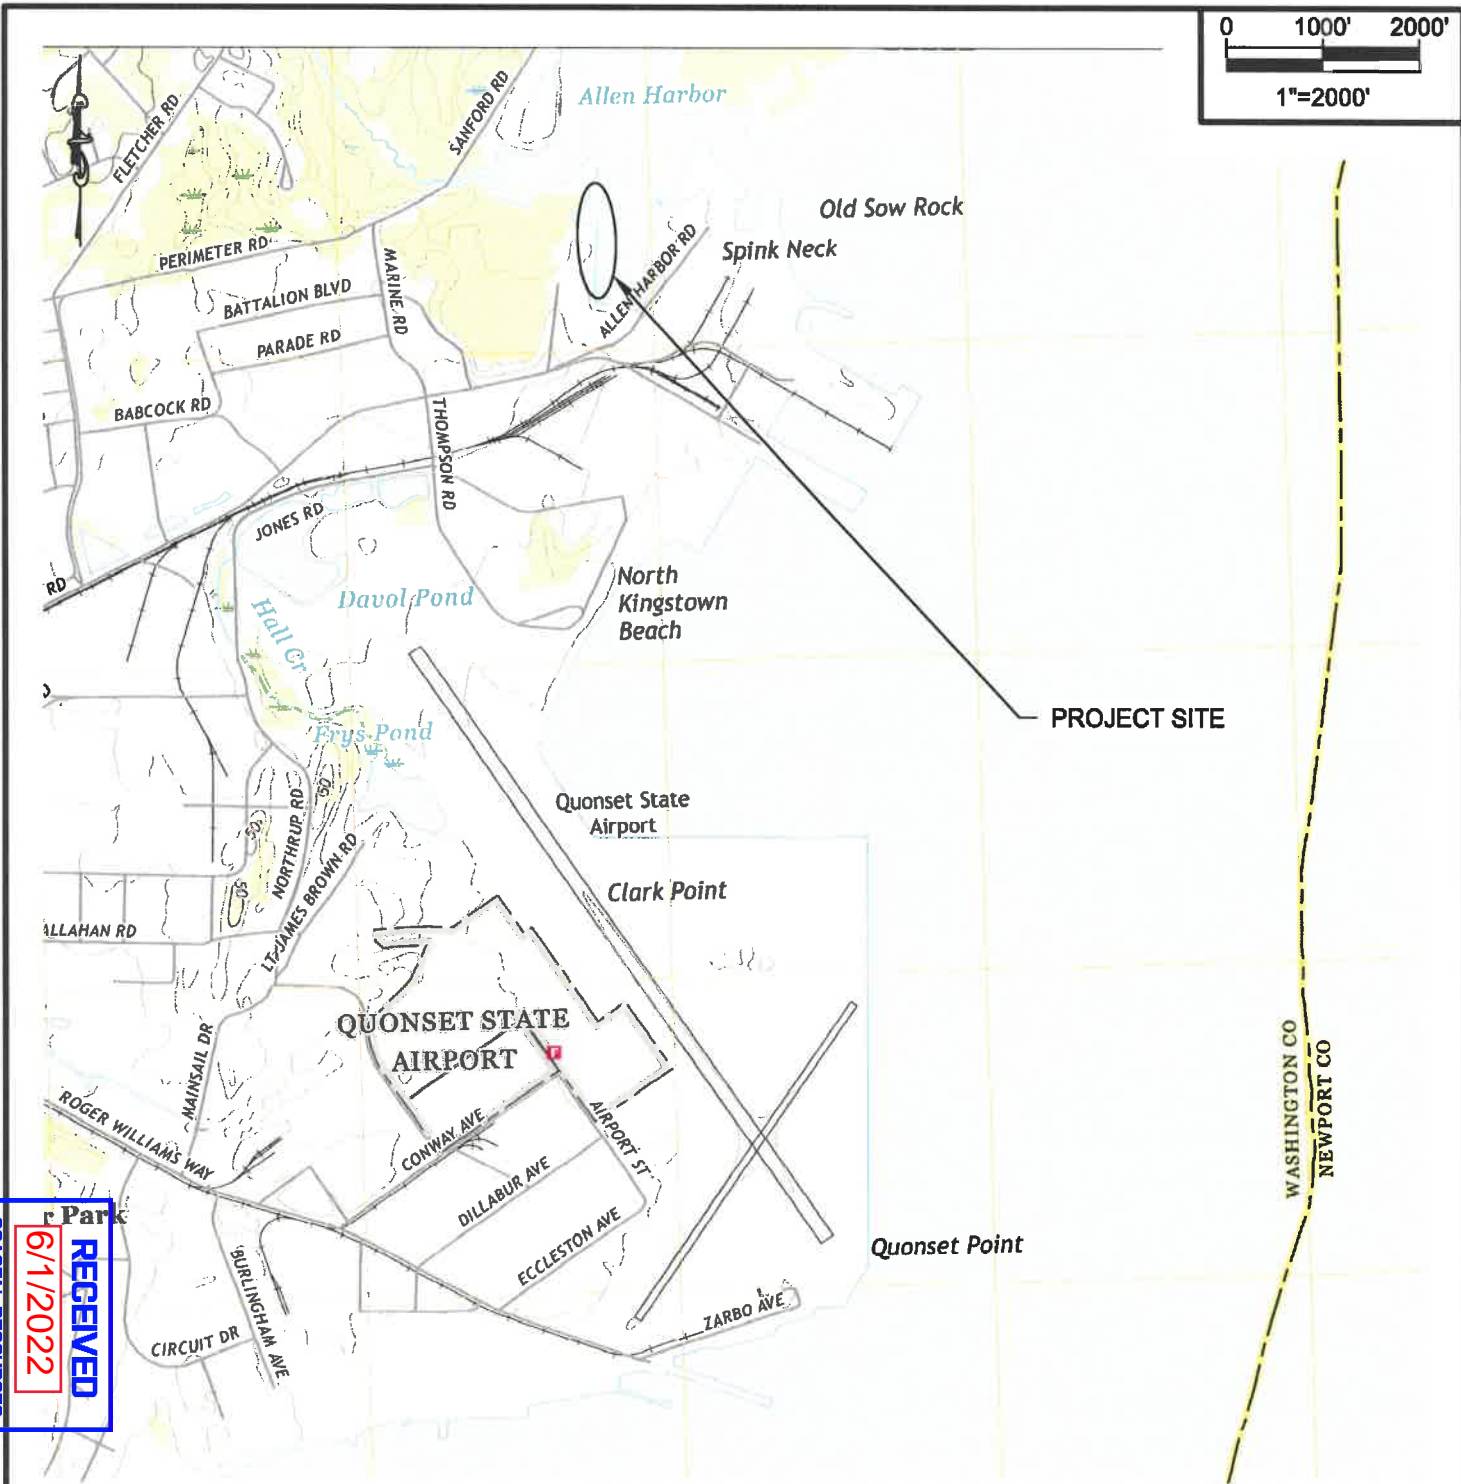 0 1000' 2000'
1"=2000'
Allen Harbor
FLETCHER RD
SANFORD RD
Old Sow Rock
Spink Neck
PERIMETER RD
MARINE RD
ALLEN HARBOR RD
BATTALION BLVD
PARADE RD
BABCOCK RD
THOMPSON RD
JONES RD
RD
North
Kingstown
Beach
Davol Pond
Hall Cr
PROJECT SITE
Frys Pond
50
50
50
NORTHRUP RD
LT JAMES BROWN RD
Quonset State
Airport
Clark Point
ALLAHAN RD
QUONSET STATE
AIRPORT
MAINSAIL DR
WASHINGTON CO
NEWPORT CO
ROGER WILLIAMS WAY
CONWAY AVE
AIRPORT ST
DILLABUR AVE
ECCLESTON AVE
r Park
Quonset Point
BURLINGHAM AVE
ZARBO AVE
CIRCUIT DR
RECEIVED
6/1/2022